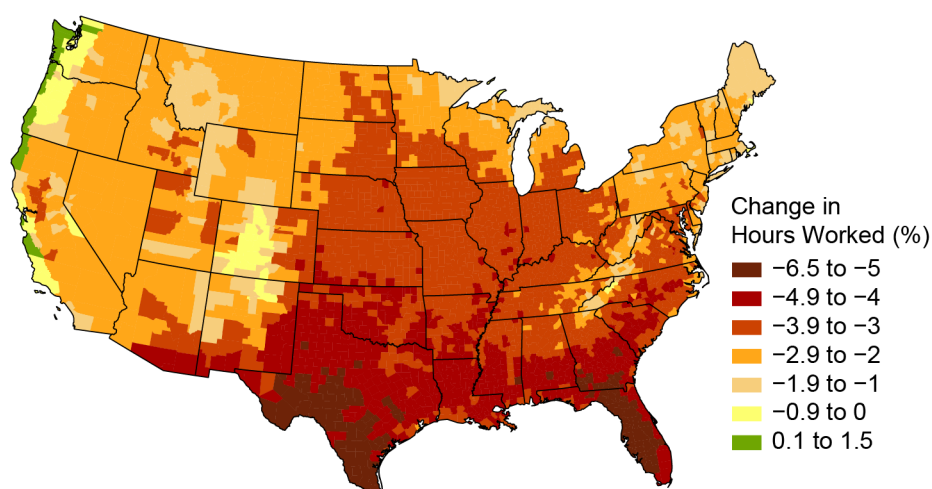 Change in
Hours Worked (%)
−6.5 to −5
−4.9 to −4
−3.9 to −3
−2.9 to −2
−1.9 to −1
−0.9 to 0
0.1 to 1.5